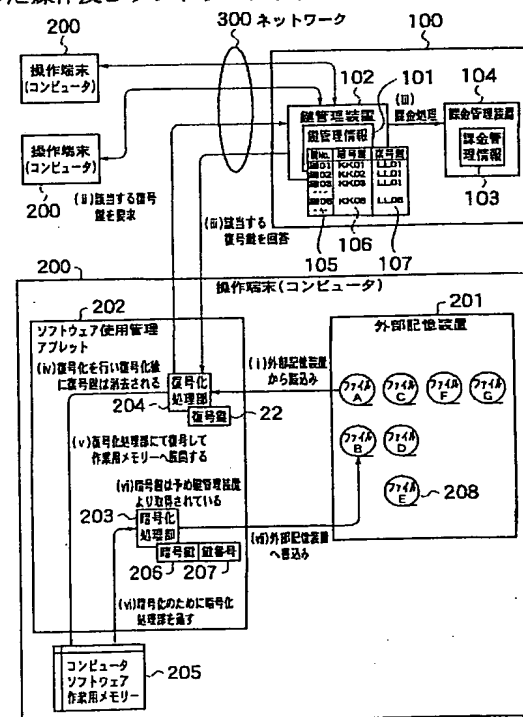 200
300 ネットワーク
100
操作端末
(コンピュータ)
102
101
(iii)
課金処理
104
鍵管理装置
鍵管理情報
課金管理装置
課金管
理情報
103
操作端末
(コンピュータ)
200
(ii)該当する復号
鍵を要求
鍵No.
暗号鍵
復号鍵
KK01
LL01
KK02
KK03
(iii)該当する
復号鍵を回答
105
106
107
200
操作端末(コンピュータ)
202
201
ソフトウェア使用管理
アプレット
外部記憶装置
(iv)復号化を行い復号化後
に復号鍵は消去される
(i)外部記憶装置
から読込み
復号化
処理部
204
復号鍵
22
ファイル
A
ファイル
C
ファイル
F
ファイル
G
(v)復号化処理部にて復号して
作業用メモリーへ展開する
ファイル
B
ファイル
D
(vi)暗号鍵は予め鍵管理装置
より取得されている
ファイル
E
208
203
暗号化
処理部
(vii)外部記憶装置
へ書込み
暗号鍵
鍵番号
206
207
(vi)暗号化のために暗号化
処理部を通す
コンピュータ
ソフトウェア
作業用メモリー
205